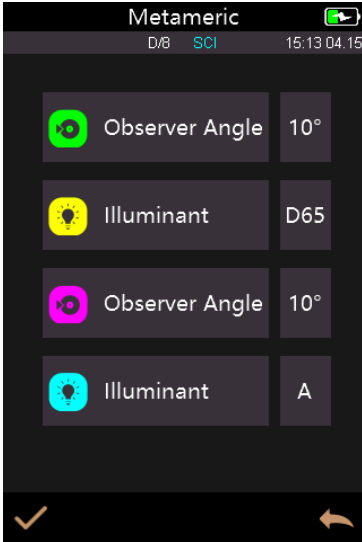 Metameric
D/8 SCI 15:13 04.15
Observer Angle 10°
Illuminant D65
Observer Angle 10°
Illuminant A